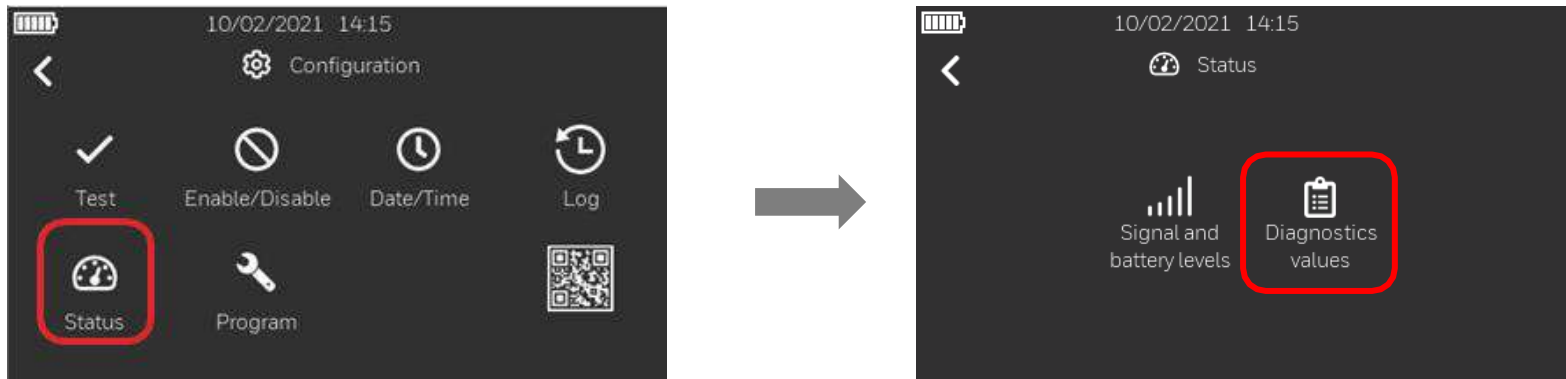 10/02/2021 14:15
Configuration
Test
Enable/Disable
Date/Time
Log
Status
Program
10/02/2021 14:15
Status
Signal and
battery levels
Diagnostics
values